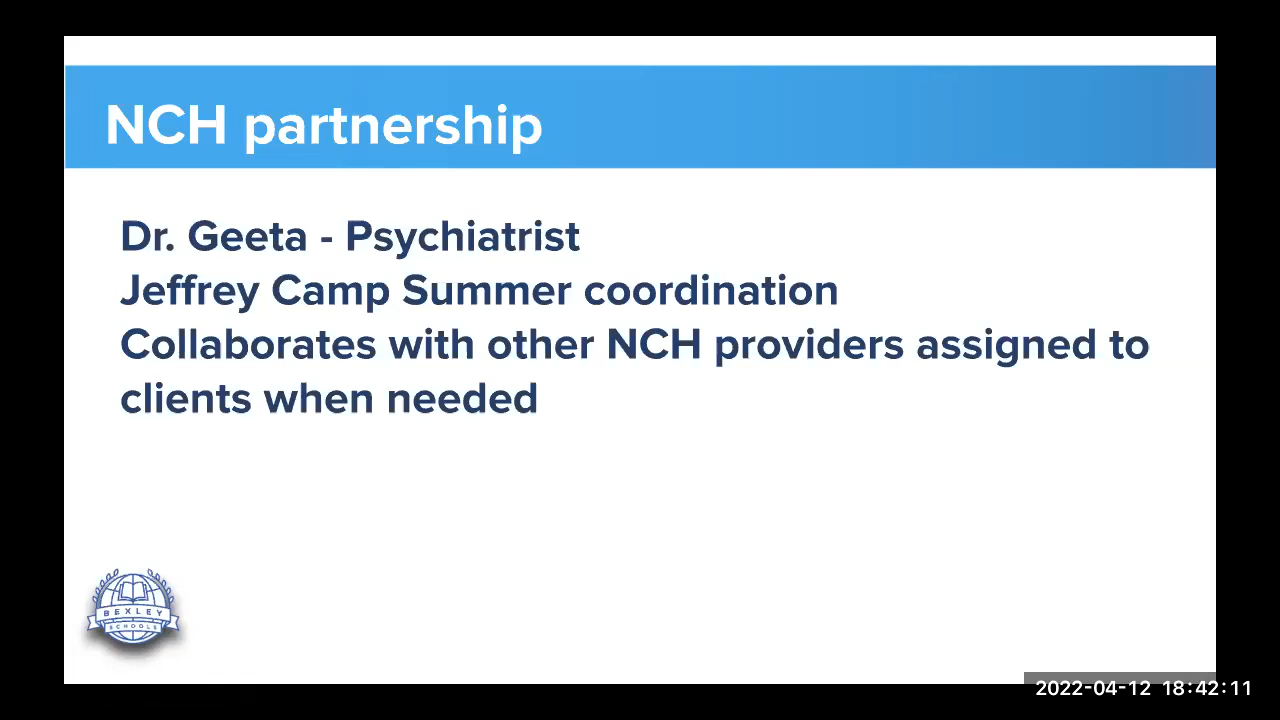 NCH partnership
Dr. Geeta - Psychiatrist
Jeffrey Camp Summer coordination
Collaborates with other NCH providers assigned to
clients when needed
BEXLEY
SCHOOLS
2022-04-12 18:42:11